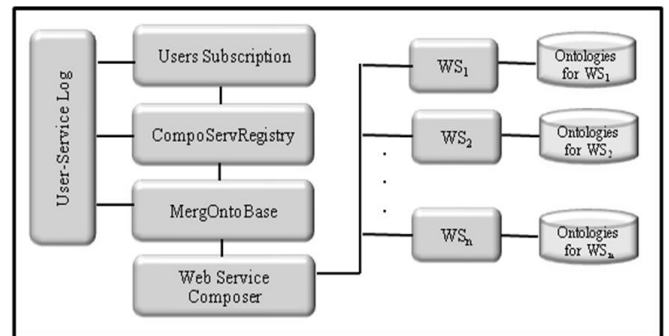 User-Service Log
Users Subscription
CompoServRegistry
MergOntoBase
Web Service
Composer
WS1
Ontologies
for WS1
WS2
Ontologies
for WS2
WSn
Ontologies
for WSn